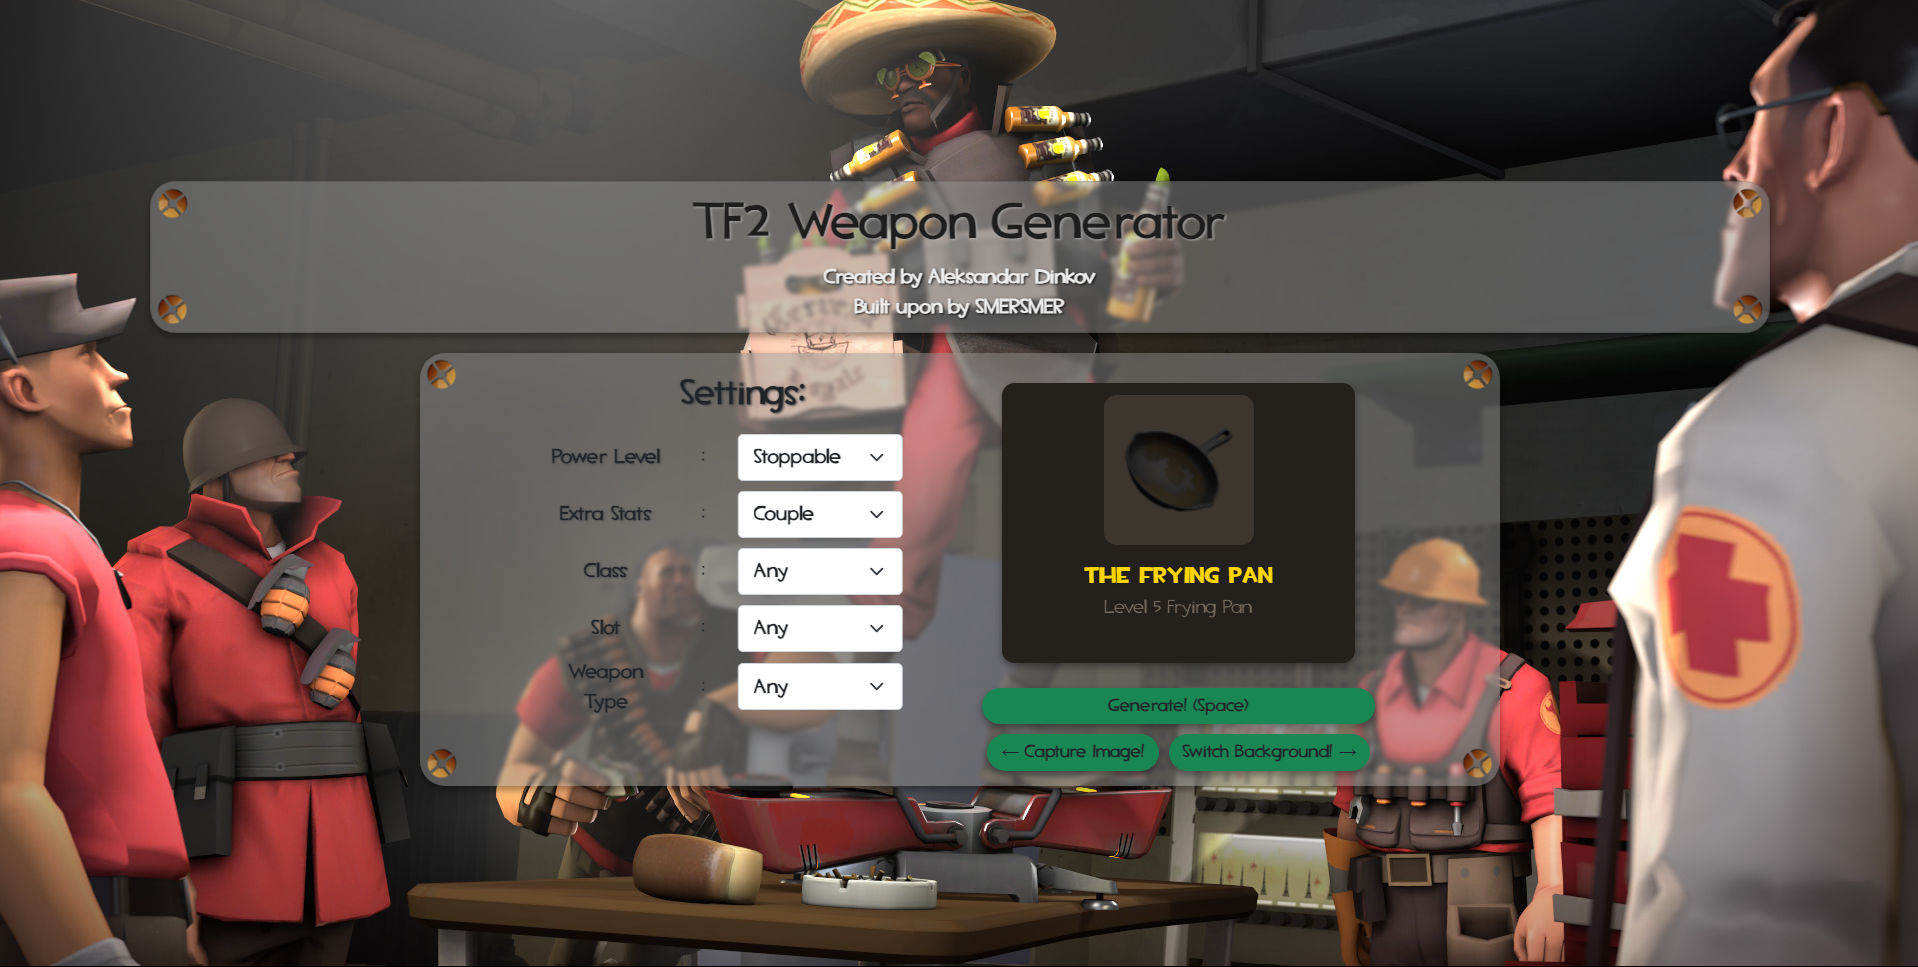 TF2 Weapon Generator
Created by Aleksandar Dinkov
Built upon by SMERSMER
Settings:
Power Level : Stoppable
Extra Stats : Couple
Class : Any
Slot : Any
Weapon
Type : Any
THE FRYING PAN
Level 5 Frying Pan
Generate! (Space)
← Capture Image!
Switch Background! →